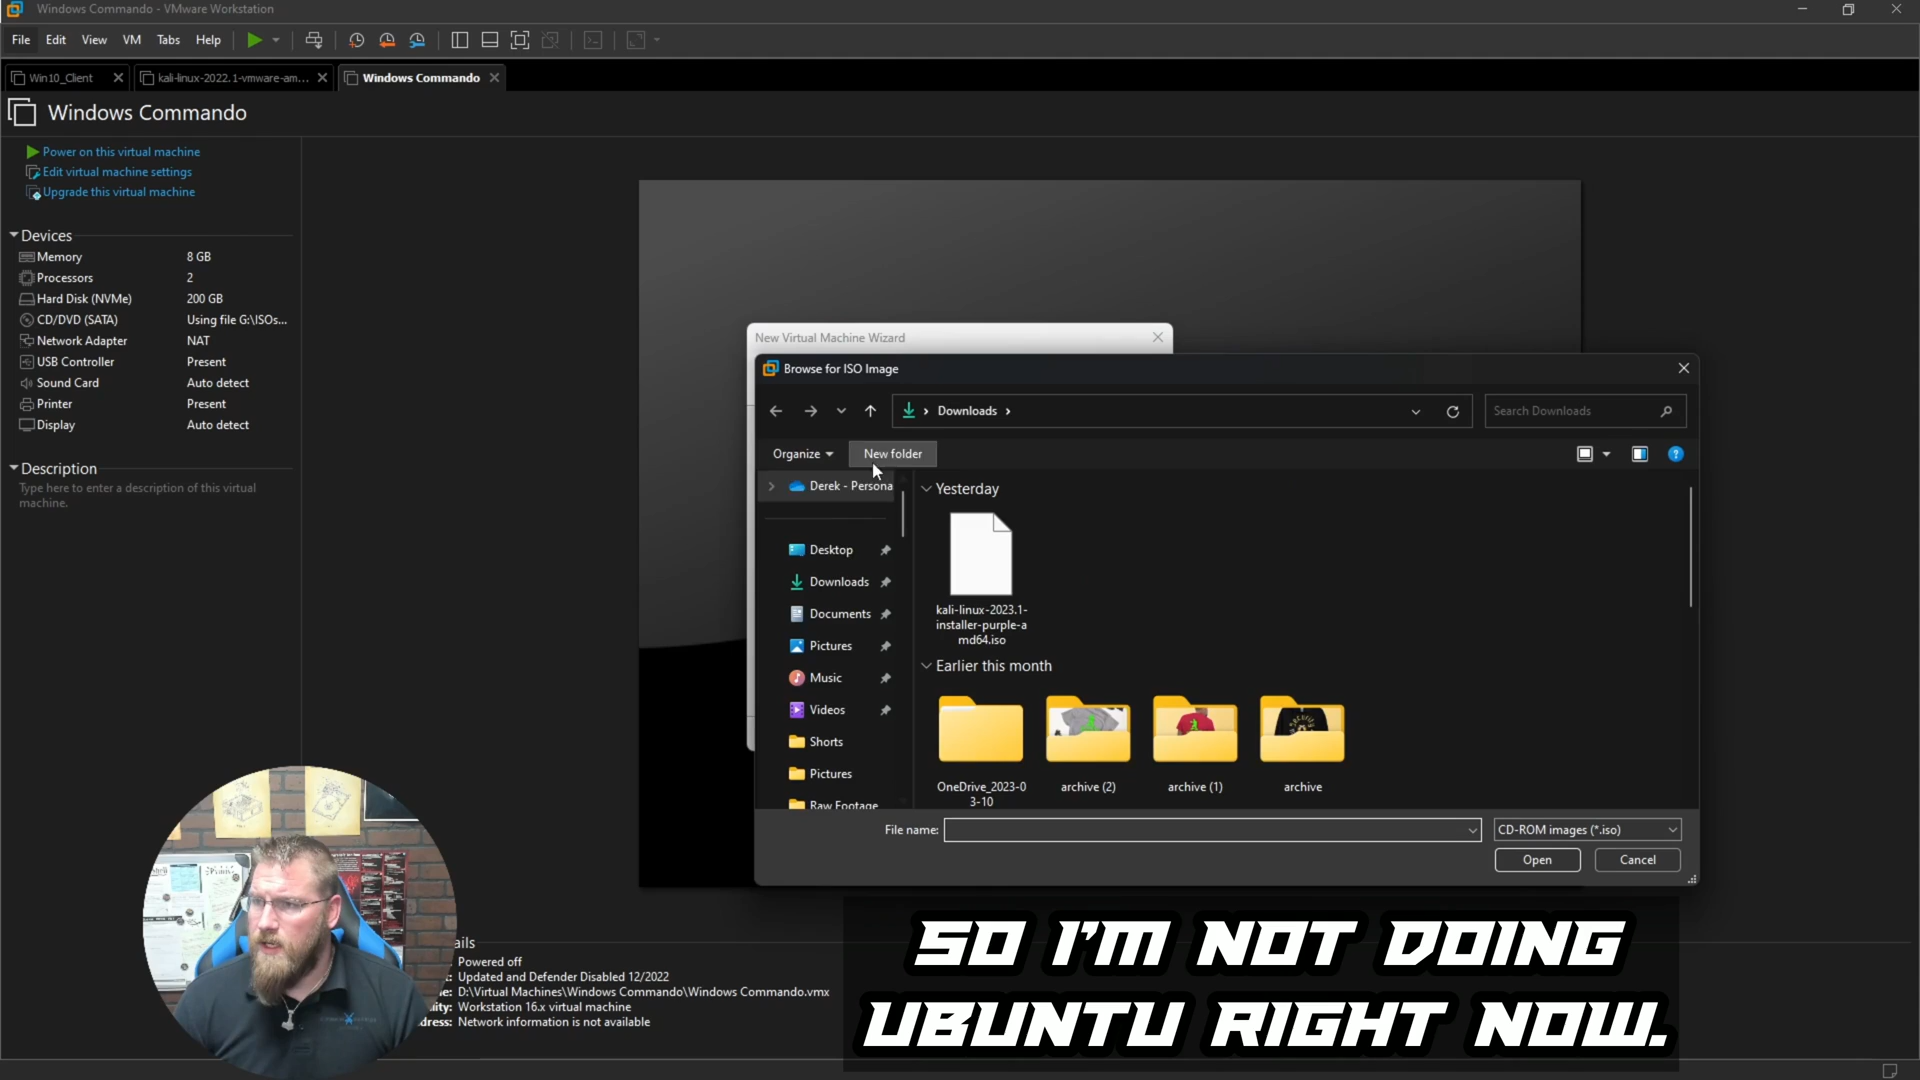 Windows Commando - VMware Workstation
File Edit View VM Tabs Help
Win10_Client
kali-linux-2022.1-vmware-am...
Windows Commando
Windows Commando
Power on this virtual machine
Edit virtual machine settings
Upgrade this virtual machine
Devices
Memory 8 GB
Processors 2
Hard Disk (NVMe) 200 GB
CD/DVD (SATA) Using file G:\ISOs...
Network Adapter NAT
USB Controller Present
Sound Card Auto detect
Printer Present
Display Auto detect
Description
Type here to enter a description of this virtual
machine.
New Virtual Machine Wizard
Browse for ISO Image
Downloads
Search Downloads
Organize
New folder
Derek - Persona
Desktop
Downloads
Documents
Pictures
Music
Videos
Shorts
Pictures
Raw Footage
Yesterday
kali-linux-2023.1-
installer-purple-a
md64.iso
Earlier this month
OneDrive_2023-0
3-10
archive (2)
archive (1)
archive
File name:
CD-ROM images (*.iso)
Open
Cancel
ails
Powered off
: Updated and Defender Disabled 12/2022
e: D:\Virtual Machines\Windows Commando\Windows Commando.vmx
uity: Workstation 16.x virtual machine
dress: Network information is not available
SO I'M NOT DOING
UBUNTU RIGHT NOW.